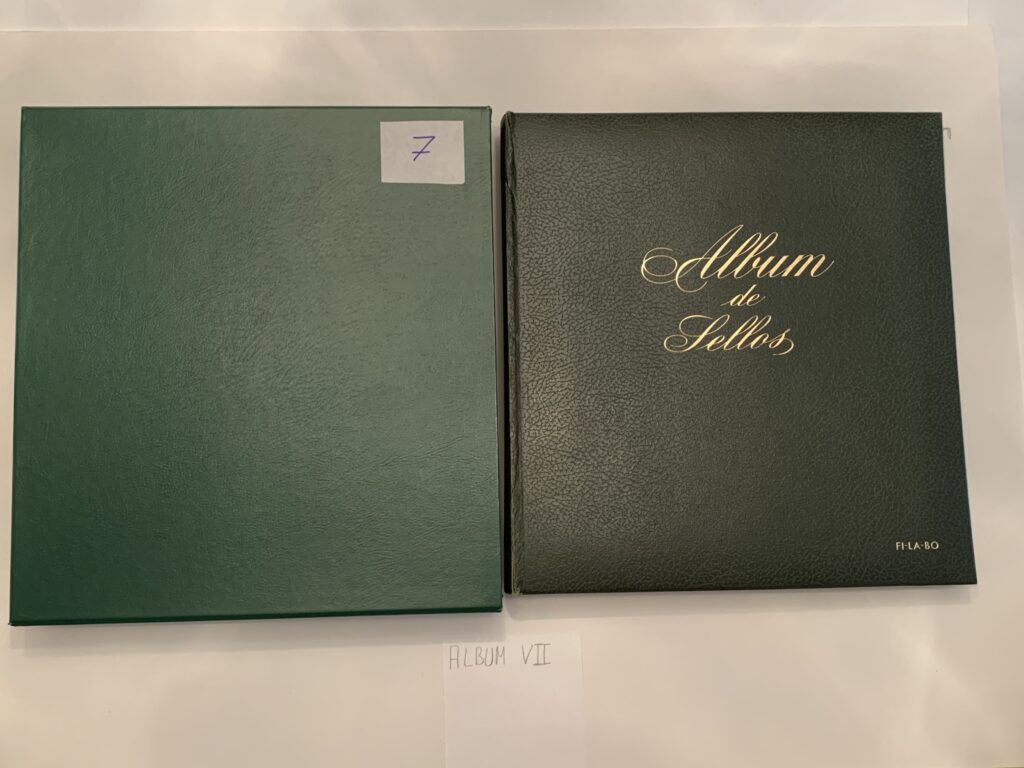 7
Album
de
Sellos
FI·LA·BO
ALBUM VII